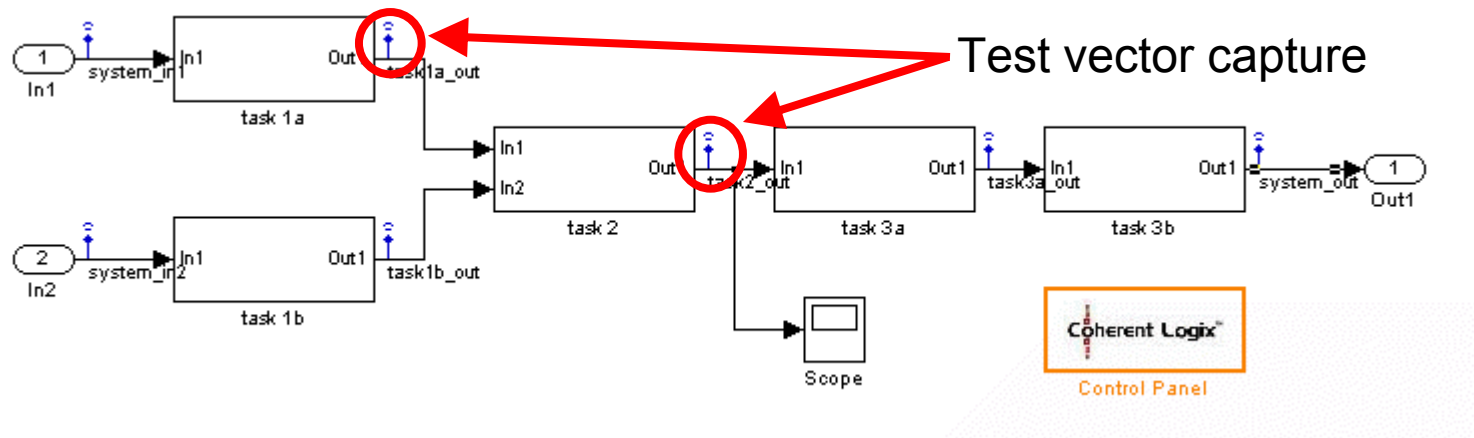 Test vector capture
1
In1
system_in1
In1
Out
task 1a
task1a_out
2
In2
system_in2
In1
Out1
task 1b
task1b_out
In1
In2
Out
task 2
task2_out
In1
Out1
task 3a
task3a_out
In1
Out1
task 3b
system_out
1
Out1
Scope
Coherent Logix™
Control Panel